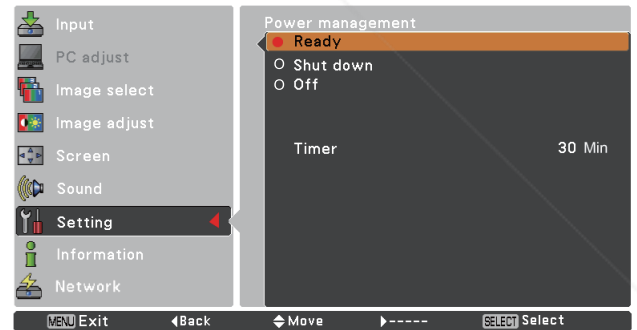 Input
PC adjust
Image select
Image adjust
Screen
Sound
Setting
Information
Network
Power management
Ready
Shut down
Off
Timer 30 Min
MENU Exit Back Move ----- SELECT Select